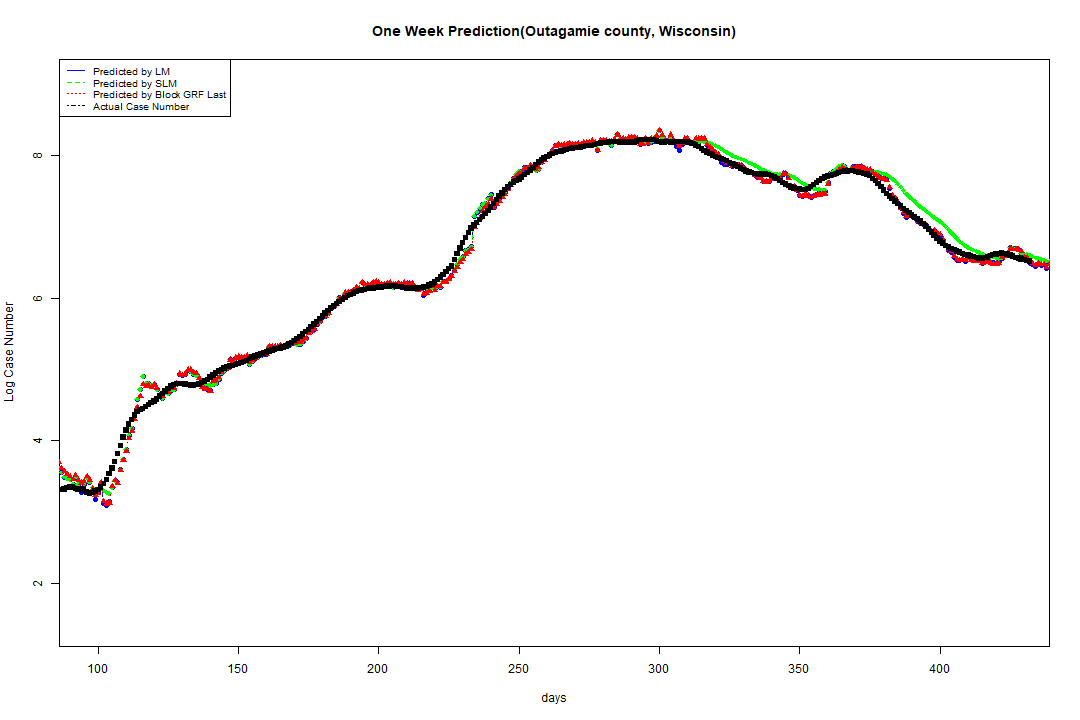 One Week Prediction(Outagamie county, Wisconsin)
Predicted by LM
Predicted by SLM
Predicted by Block GRF Last
Actual Case Number
8
6
4
2
Log Case Number
100 150 200 250 300 350 400
days